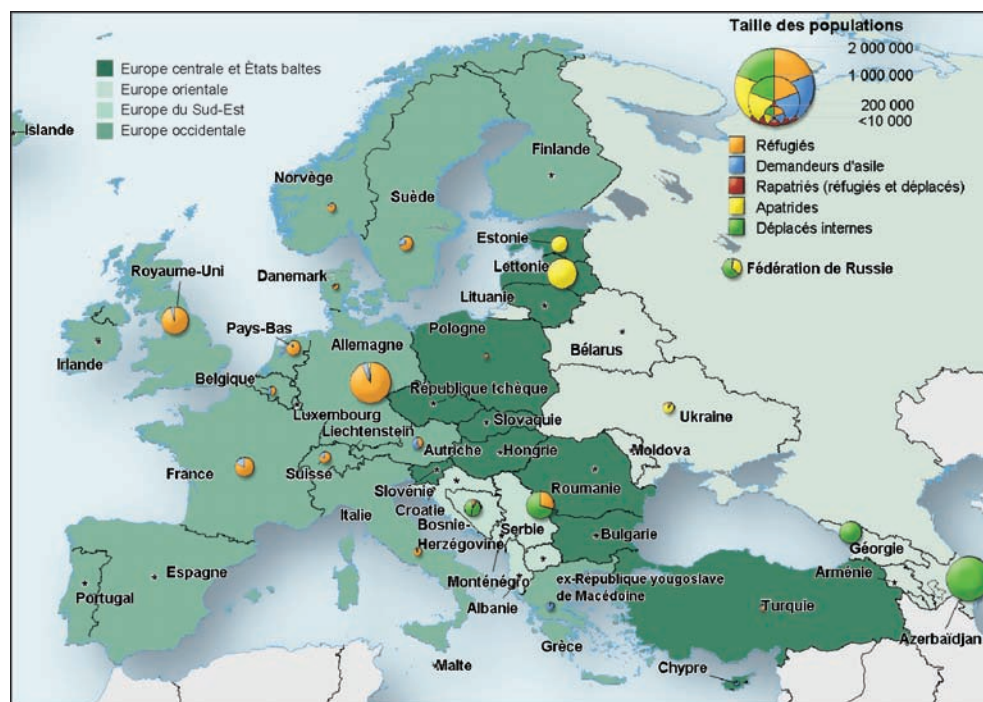 Taille des populations
2 000 000
1 000 000
200 000
<10 000
Réfugiés
Demandeurs d'asile
Rapatriés (réfugiés et déplacés)
Apatrides
Déplacés internes
Fédération de Russie
Europe centrale et Ètats baltes
Europe orientale
Europe du Sud-Est
Europe occidentale
Islande
Finlande
Norvège
Suède
Estonie
Lettonie
Royaume-Uni
Danemark
Lituanie
Pays-Bas
Allemagne
Pologne
Bélarus
Irlande
Belgique
République Tchèque
Luxembourg
Liechtenstein
Slovaquie
Ukraine
Autriche
Hongrie
Moldova
France
Suisse
Slovénie
Roumanie
Croatie
Italie
Bosnie-
Herzégovine
Serbie
Bulgarie
Géorgie
Espagne
Monténégro
ex-République yougoslave
de Macédoine
Arménie
Portugal
Albanie
Turquie
Azerbaïdjan
Grèce
Malte
Chypre